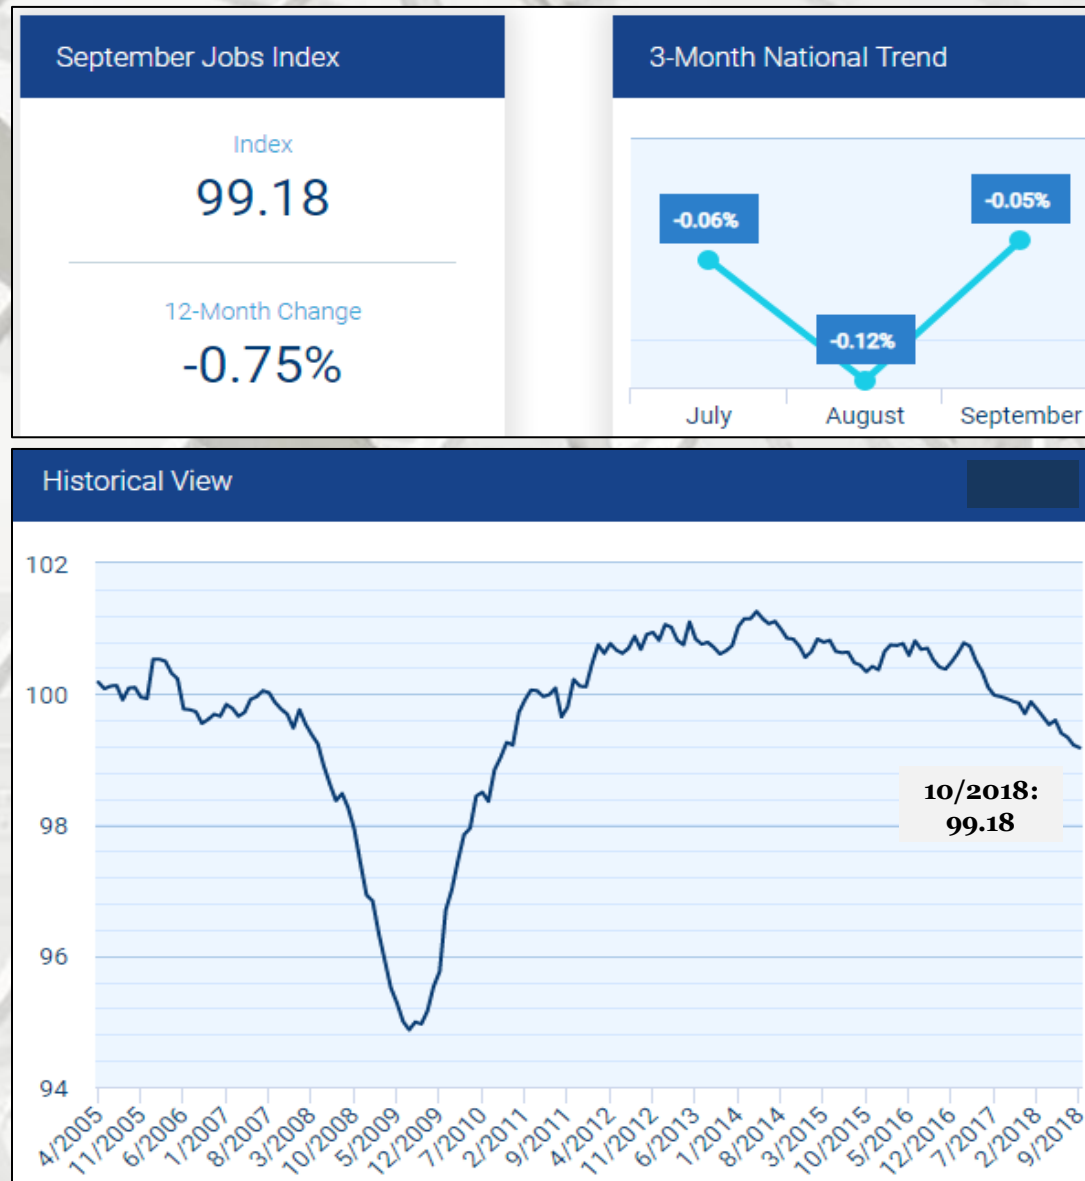 September Jobs Index
Index
99.18
12-Month Change
-0.75%
3-Month National Trend
-0.06%
-0.12%
-0.05%
July August September
Historical View
102
100
98
96
94
10/2018:
99.18
4/2005 11/2005 6/2006 1/2007 8/2007 3/2008 10/2008 5/2009 12/2009 7/2010 2/2011 9/2011 4/2012 11/2012 6/2013 1/2014 8/2014 3/2015 10/2015 5/2016 12/2016 7/2017 2/2018 9/2018